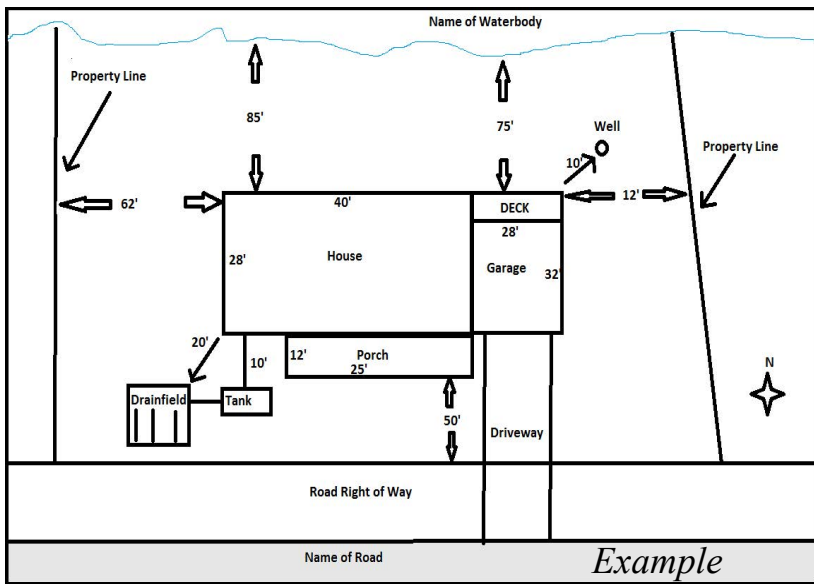 Name of Waterbody
Property Line
85'
75'
Well
10'
Property Line
62'
40'
DECK
12'
28'
28'
House
Garage
32'
20'
10'
12'
Porch
25'
Drainfield
Tank
50'
Driveway
N
Road Right of Way
Name of Road
Example